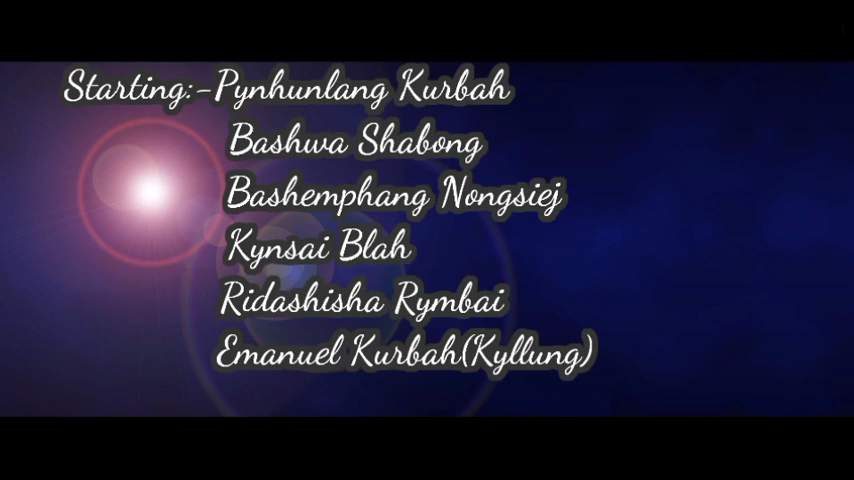 Starting:-Pynhunlang Kurbah
Bashwa Shabong
Bashemphang Nongsiej
Kynsai Blah
Ridashisha Rymbai
Emanuel Kurbah(Kyllung)